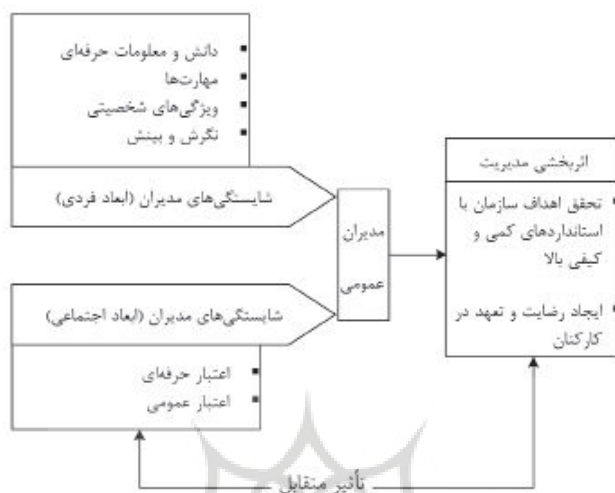 دانش و معلومات حرفه‌ای
مهارت‌ها
ویژگی‌های شخصیتی
نگرش و بینش
شایستگی‌های مدیران (ابعاد فردی)
مدیران
عمومی
اثربخشی مدیریت
تحقق اهداف سازمان با
استانداردهای کمی و
کیفی بالا
ایجاد رضایت و تعهد در
کارکنان
شایستگی‌های مدیران (ابعاد اجتماعی)
اعتبار حرفه‌ای
اعتبار عمومی
تأثیر متقابل